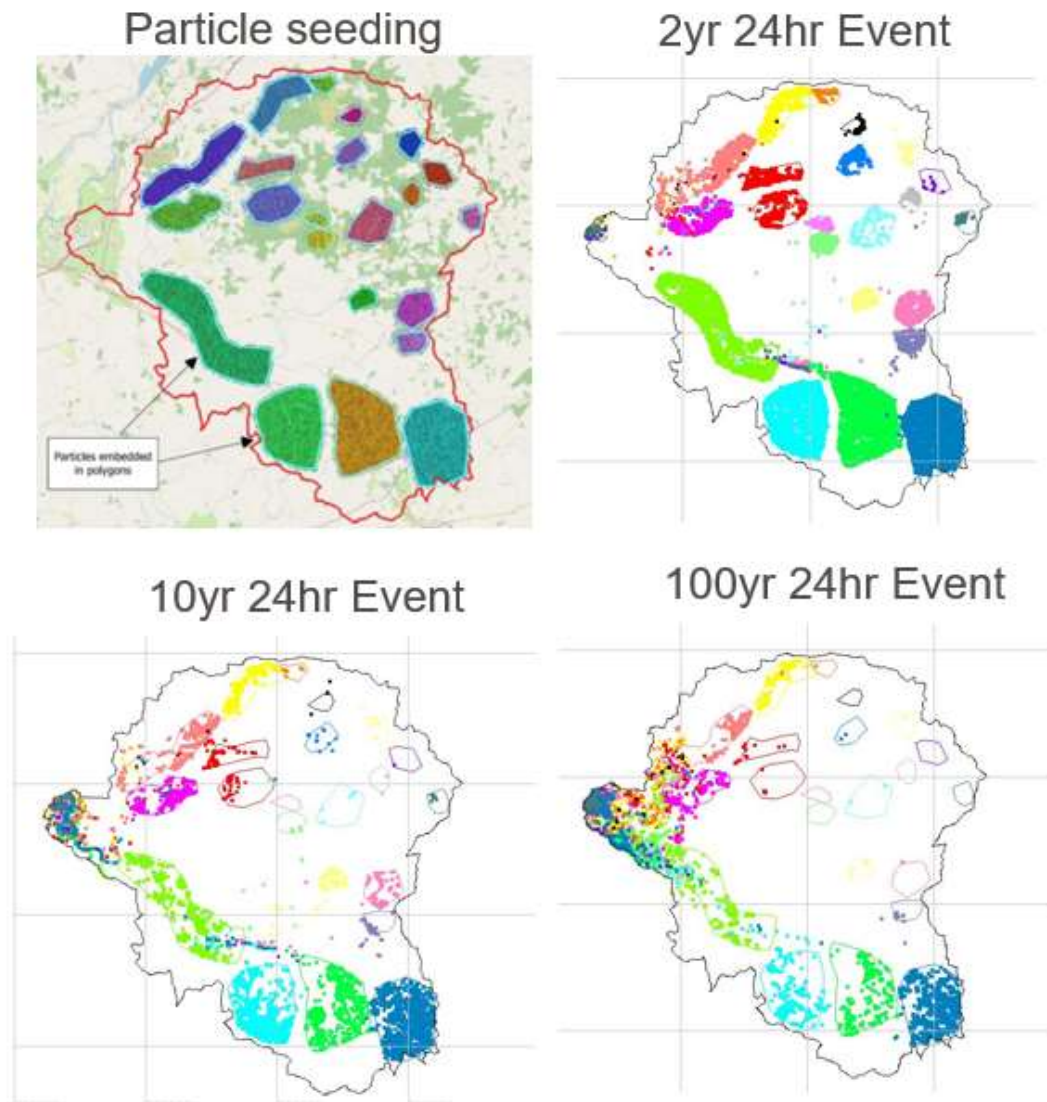 Particle seeding
2yr 24hr Event
Particles embedded
in polygons
10yr 24hr Event
100yr 24hr Event